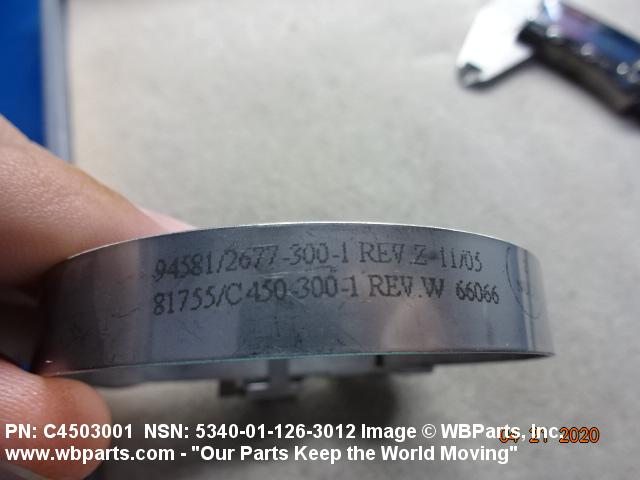 94581/2677-300-1 REV.Z 11/05
81755/C450-300-1 REV.W 66066
PN: C4503001 NSN: 5340-01-126-3012 Image © WBParts, Inc.
04 21 2020
www.wbparts.com - "Our Parts Keep the World Moving"